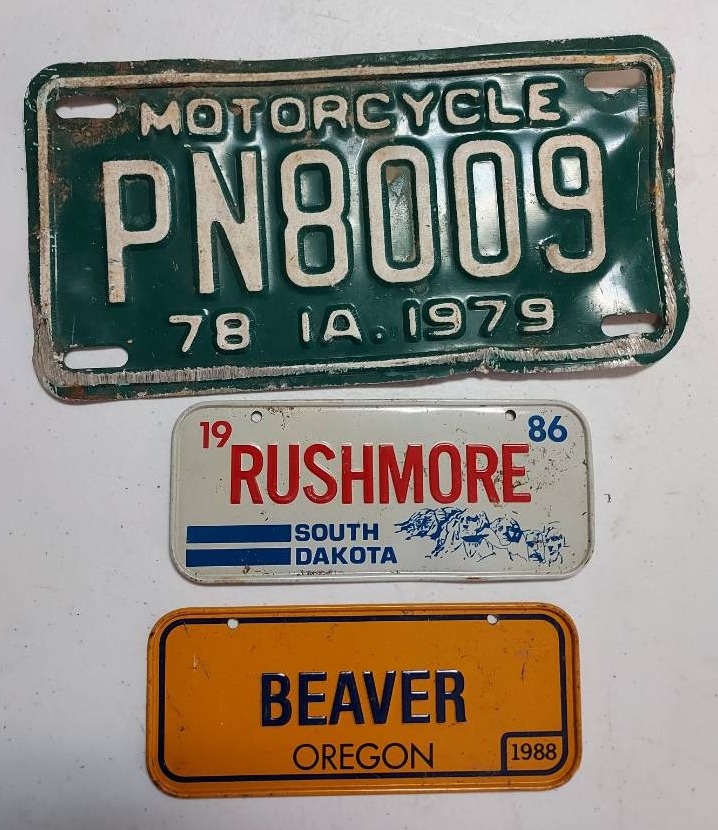 MOTORCYCLE
PN8009
78 IA. 1979
19 86
RUSHMORE
SOUTH
DAKOTA
BEAVER
OREGON
1988